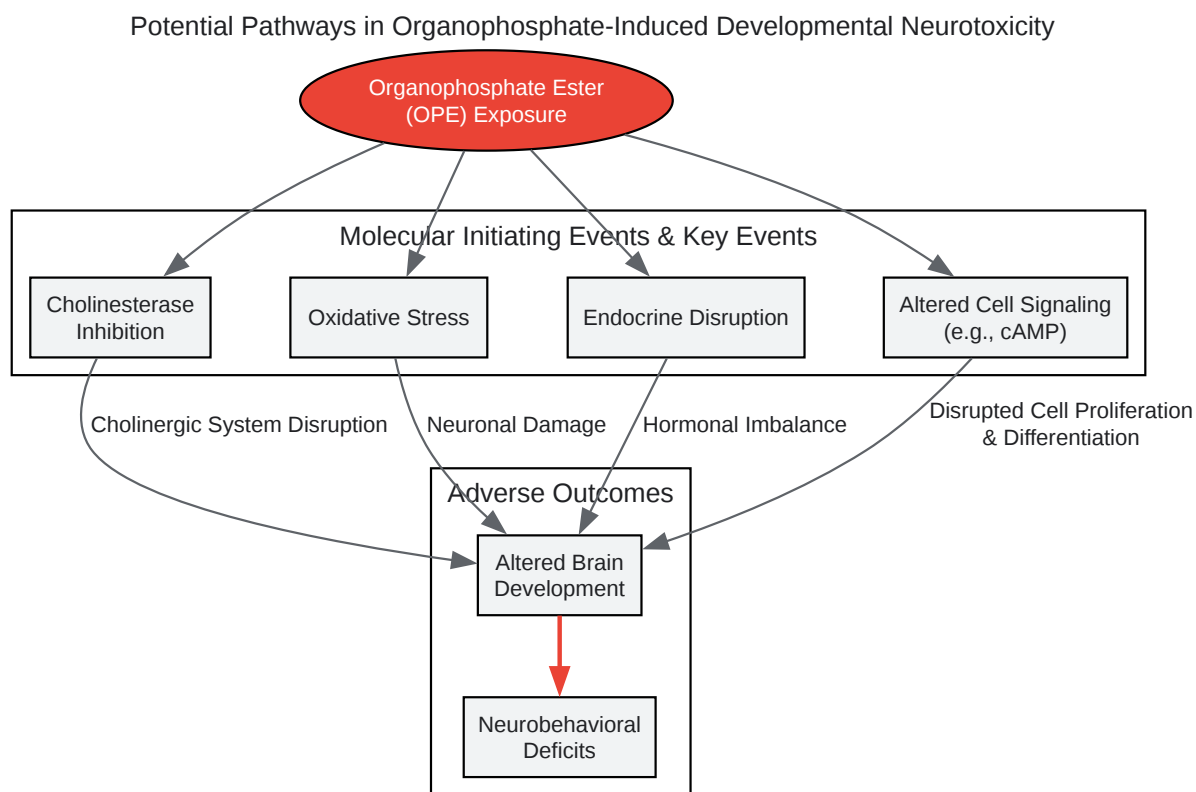 Potential Pathways in Organophosphate-Induced Developmental Neurotoxicity
Organophosphate Ester
(OPE) Exposure
Molecular Initiating Events & Key Events
Cholinesterase
Inhibition
Oxidative Stress
Endocrine Disruption
Altered Cell Signaling
(e.g., cAMP)
Cholinergic System Disruption
Neuronal Damage
Hormonal Imbalance
Disrupted Cell Proliferation
& Differentiation
Adverse Outcomes
Altered Brain
Development
Neurobehavioral
Deficits